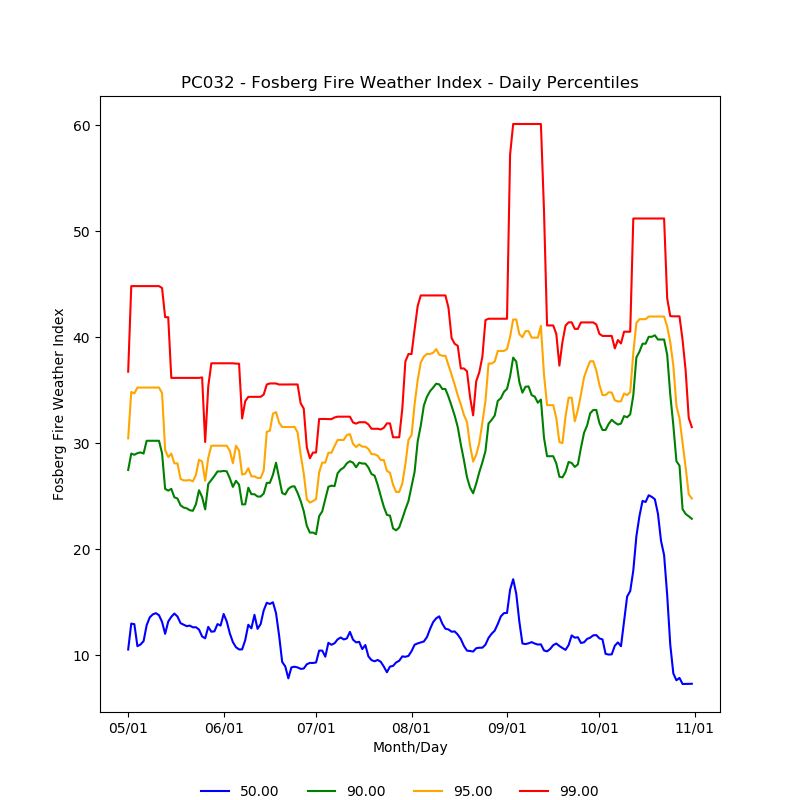 PC032 - Fosberg Fire Weather Index - Daily Percentiles
60
50
40
30
20
10
Fosberg Fire Weather Index
05/01 06/01 07/01 08/01 09/01 10/01 11/01
Month/Day
50.00 90.00 95.00 99.00